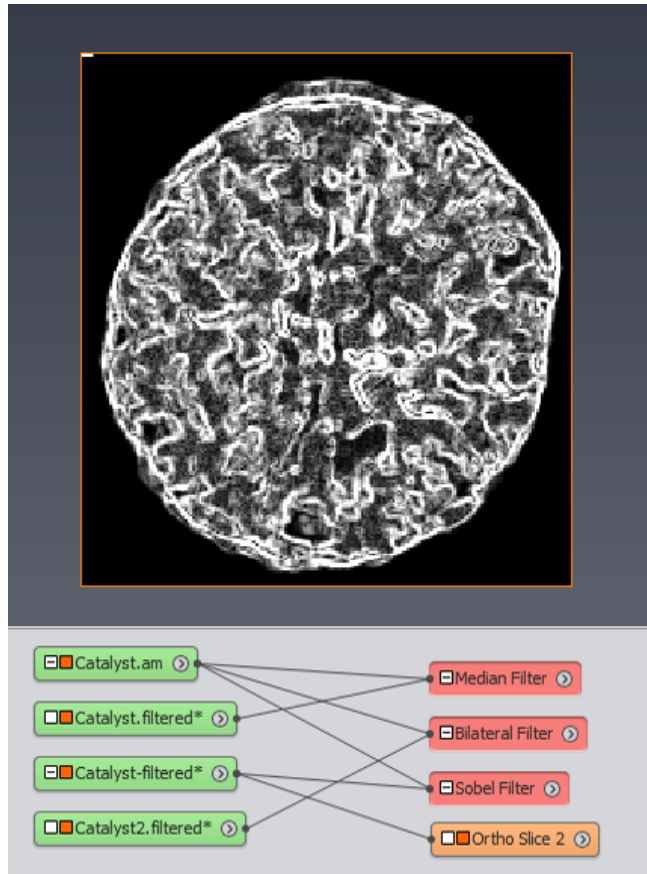 Catalyst.am
Median Filter
Catalyst.filtered*
Bilateral Filter
Catalyst-filtered*
Sobel Filter
Catalyst2.filtered*
Ortho Slice 2